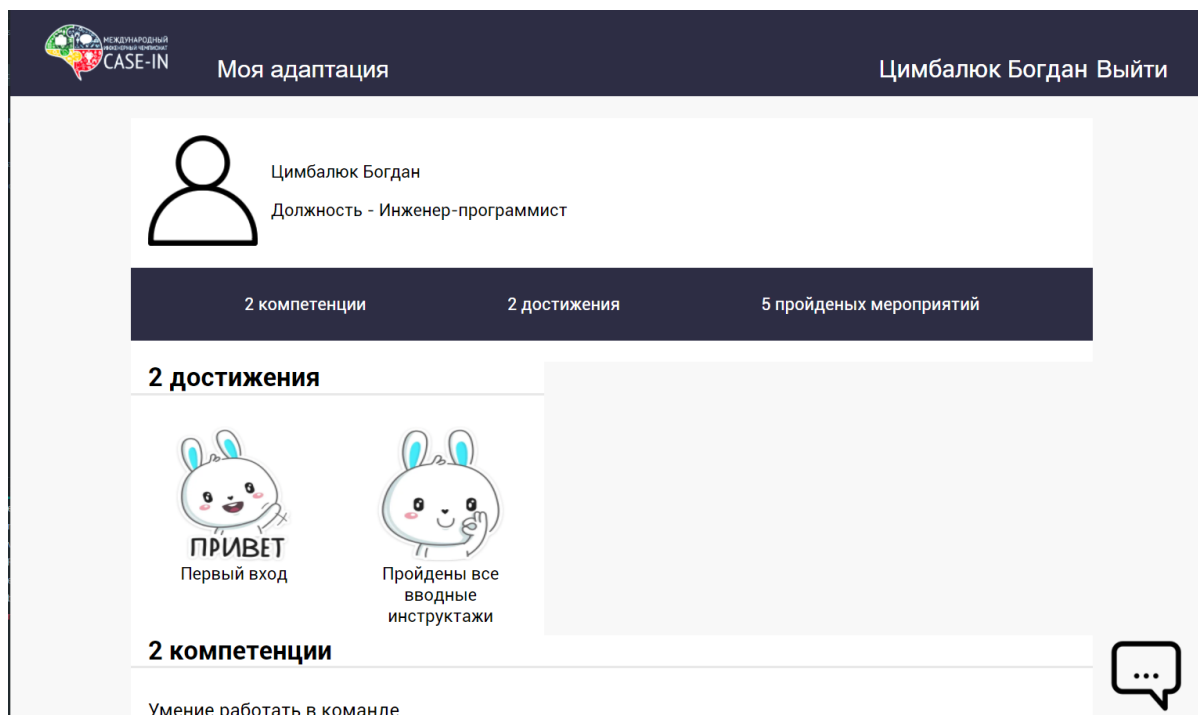 МЕЖДУНАРОДНЫЙ
ИНЖЕНЕРНЫЙ ЧЕМПИОНАТ
CASE-IN
Моя адаптация
Цимбалюк Богдан Выйти
Цимбалюк Богдан
Должность - Инженер-программист
2 компетенции
2 достижения
5 пройденых мероприятий
2 достижения
ПРИВЕТ
Первый вход
Пройдены все
вводные
инструктажи
2 компетенции
Умение работать в команде